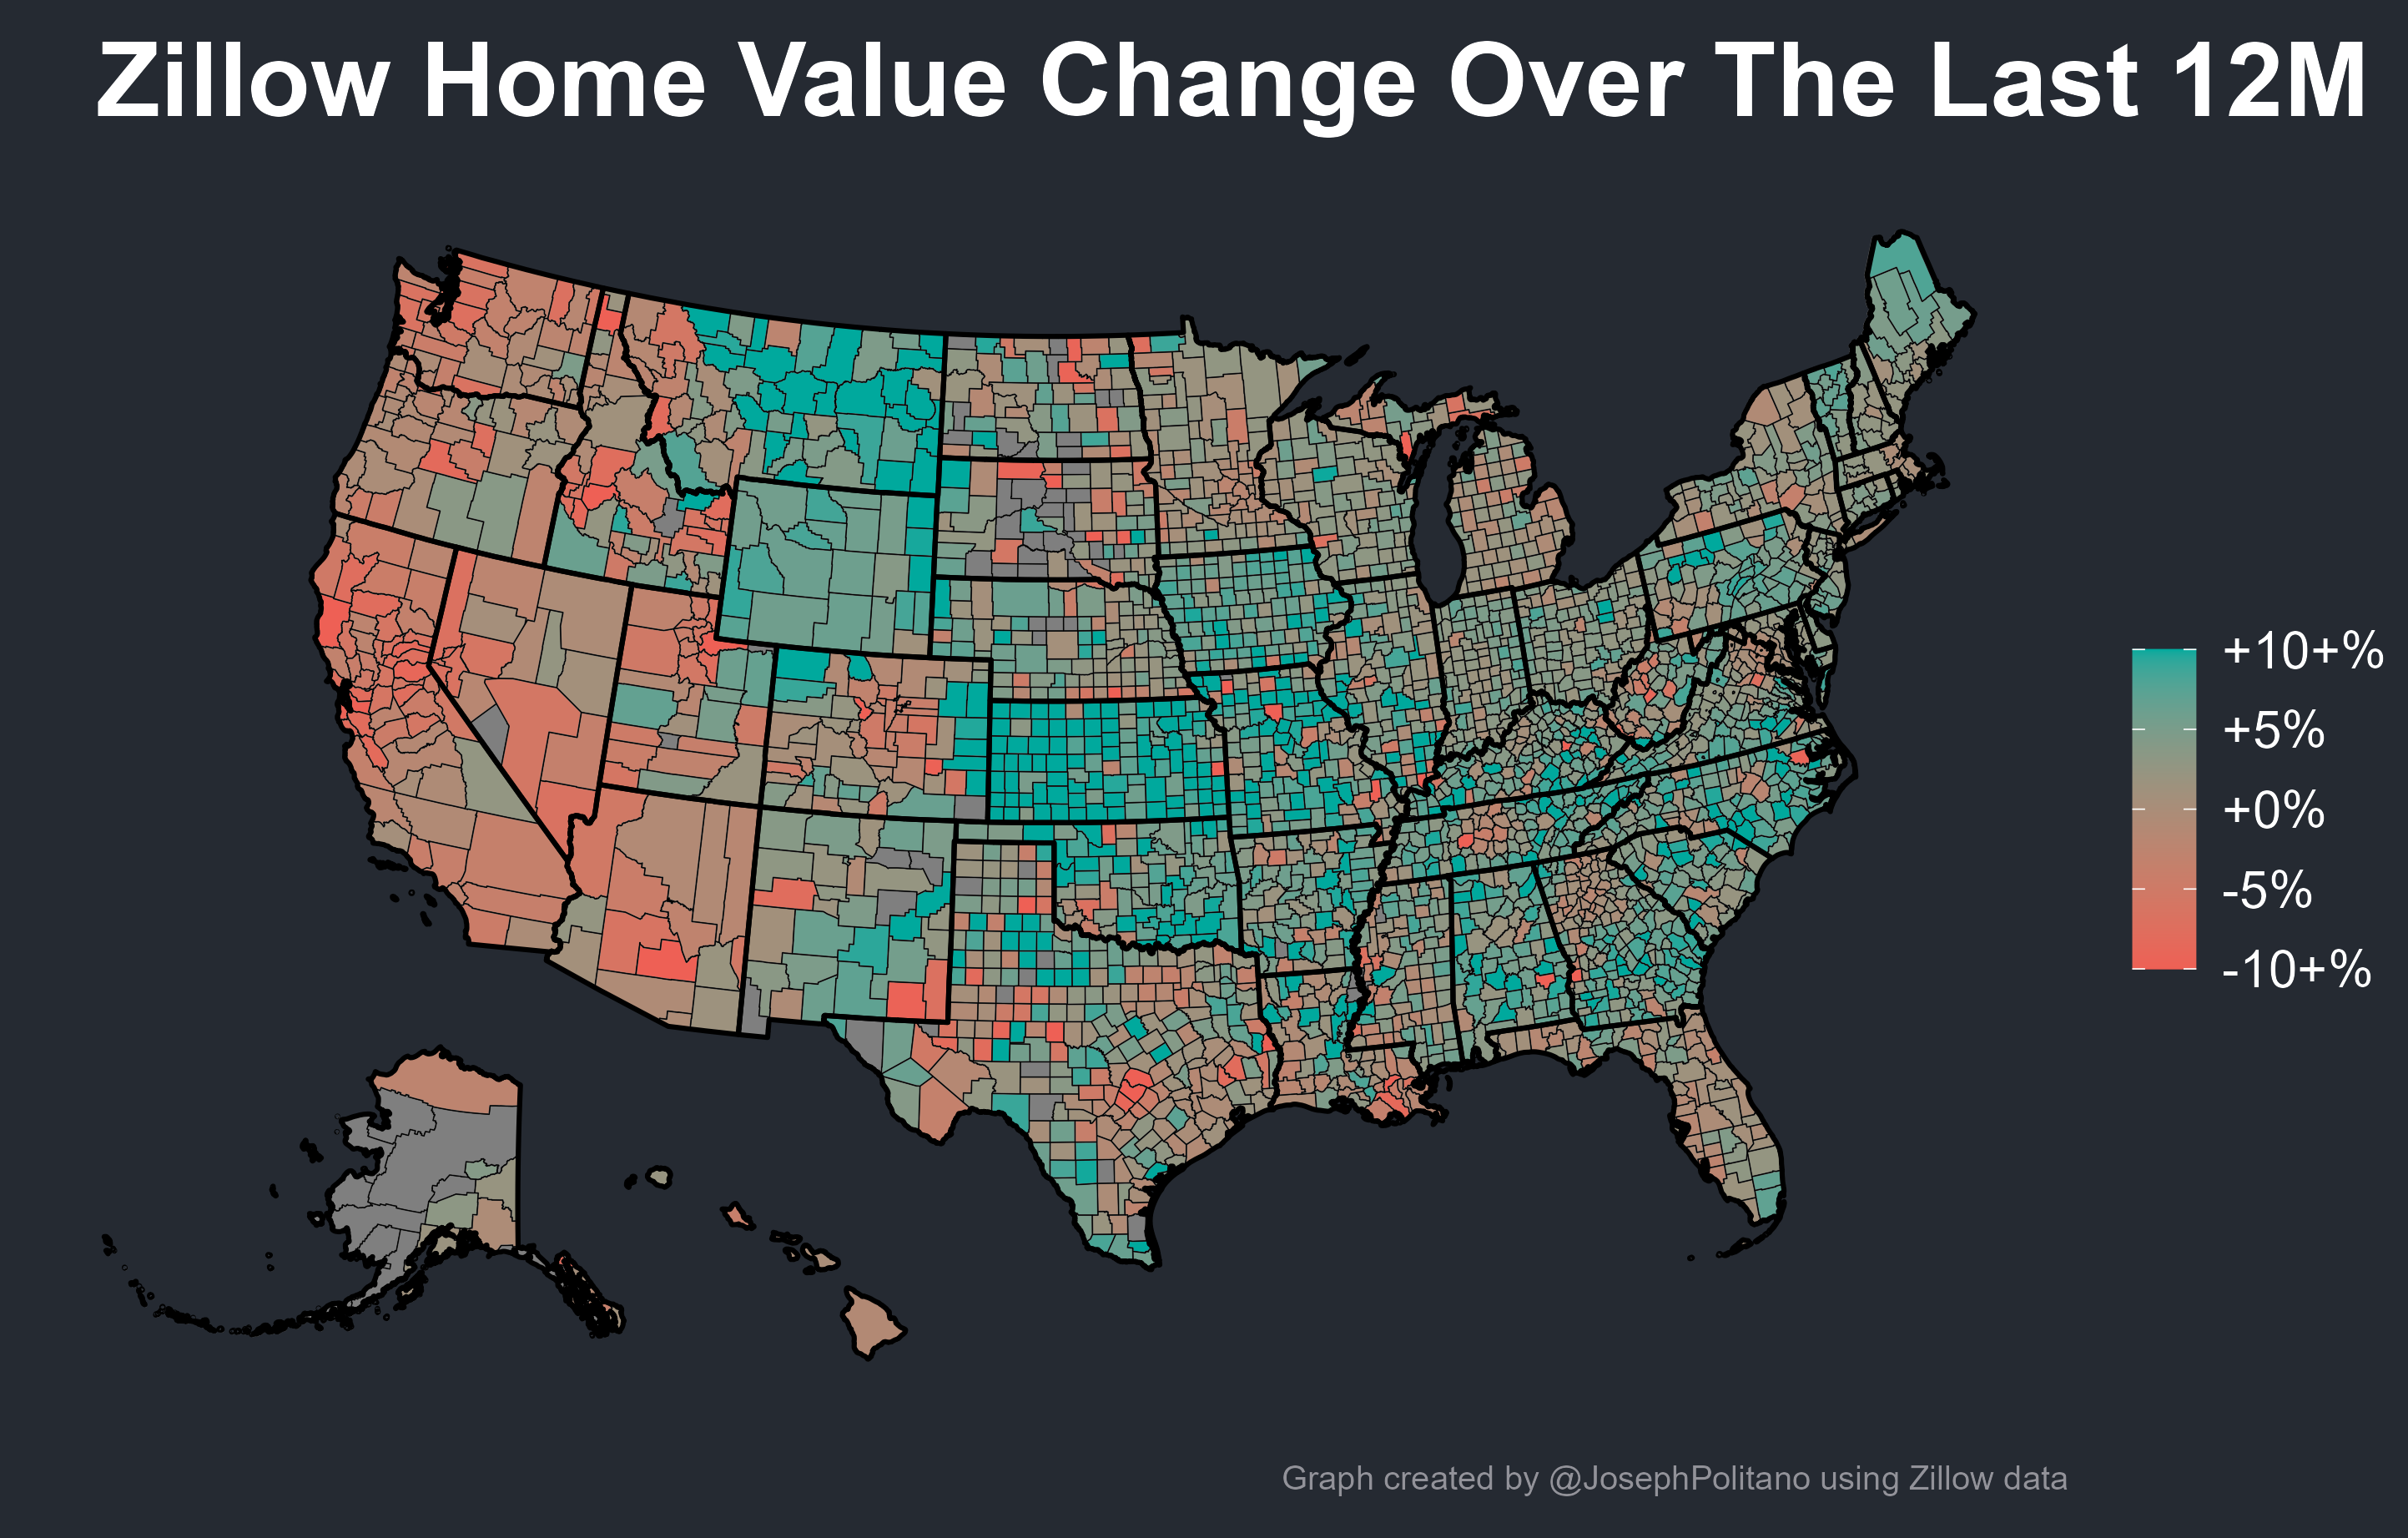 Zillow Home Value Change Over The Last 12M
+10+%
+5%
+0%
-5%
-10+%
Graph created by @JosephPolitano using Zillow data